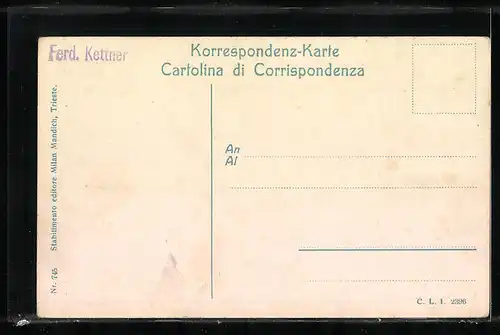 Ferd. Kettner
Korrespondenz-Karte
Cartolina di Corrispondenza
An
Al
Nr. 745 Stabilimento editore Milan Mandich, Trieste.
C. L. T. 2336